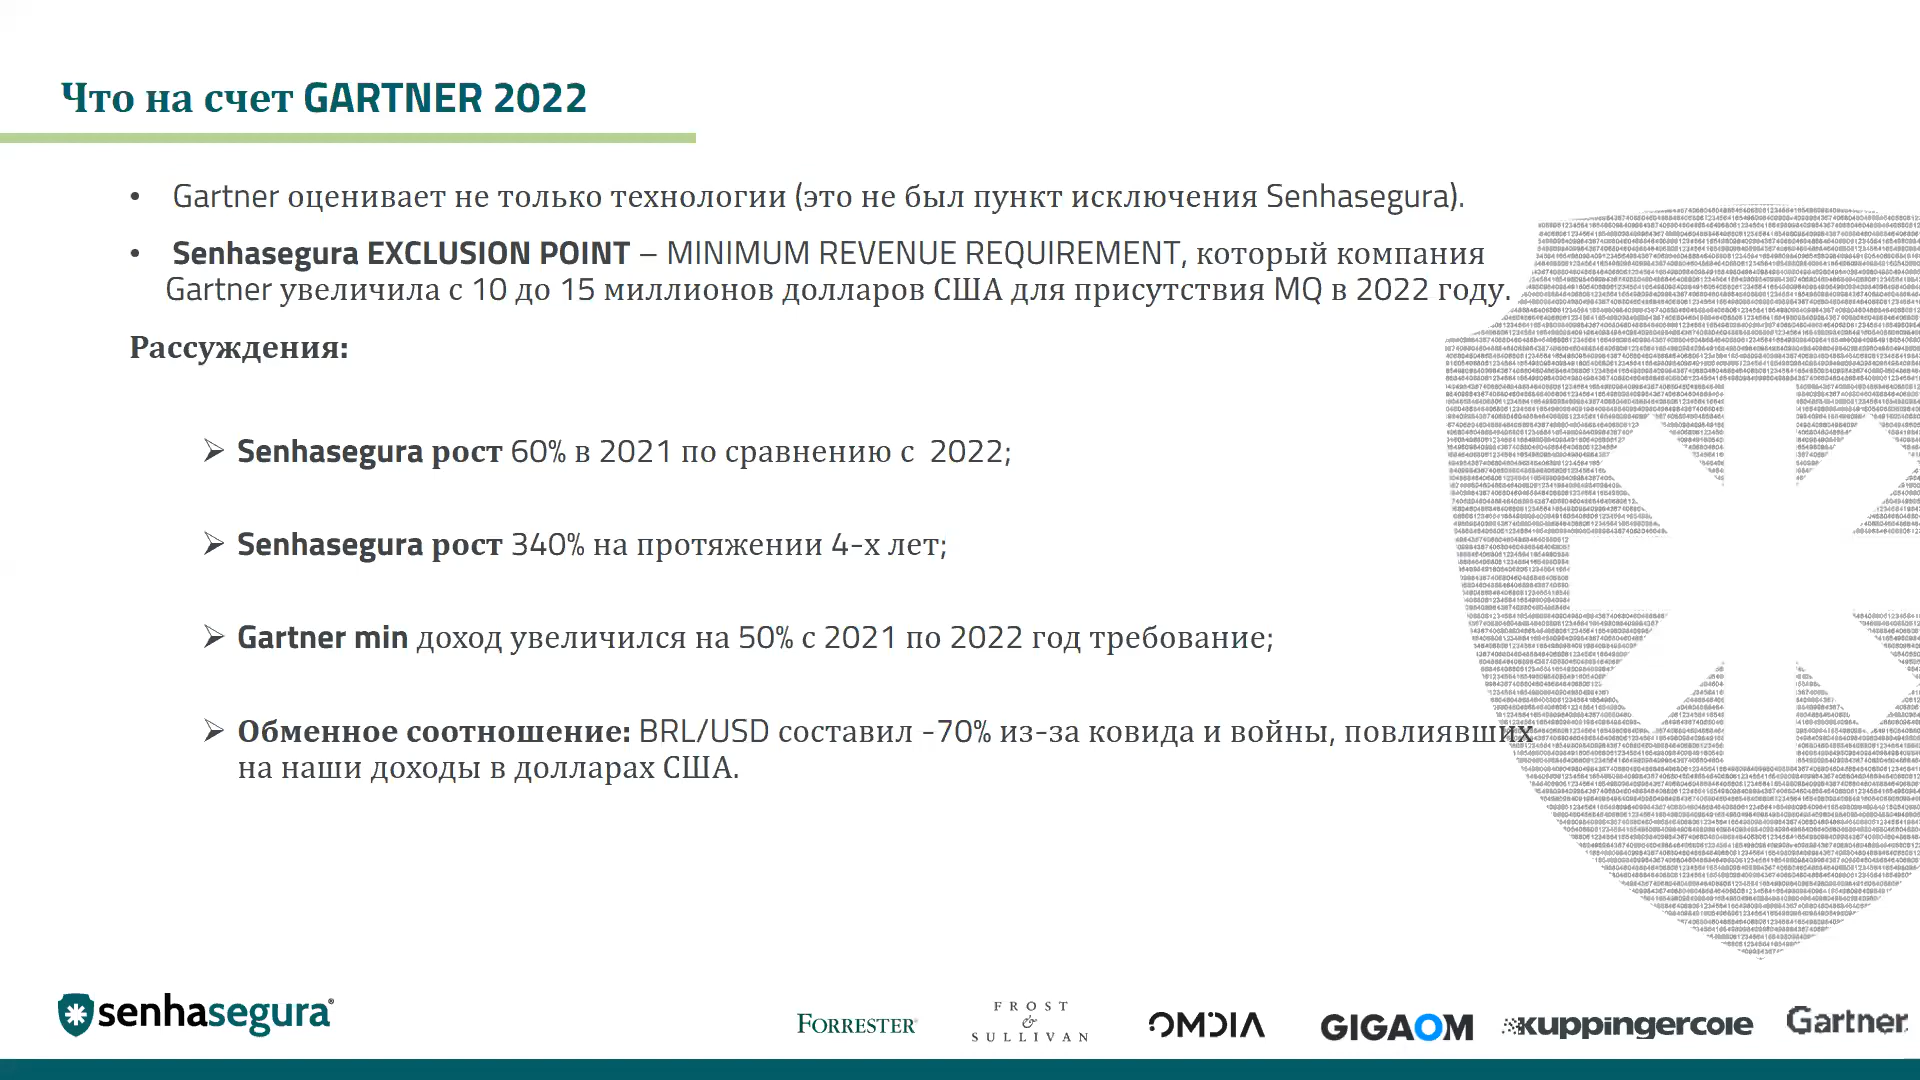 Что на счет GARTNER 2022
• Gartner оценивает не только технологии (это не был пункт исключения Senhasegura).
• Senhasegura EXCLUSION POINT – MINIMUM REVENUE REQUIREMENT, который компания
Gartner увеличила с 10 до 15 миллионов долларов США для присутствия MQ в 2022 году.
Рассуждения:
➢ Senhasegura рост 60% в 2021 по сравнению с 2022;
➢ Senhasegura рост 340% на протяжении 4-х лет;
➢ Gartner min доход увеличился на 50% с 2021 по 2022 год требование;
➢ Обменное соотношение: BRL/USD составил -70% из-за ковида и войны, повлиявших
на наши доходы в долларах США.
senhasegura®
FORRESTER
FROST
&
SULLIVAN
OMDIA
GIGAOM
kuppingercole
Gartner